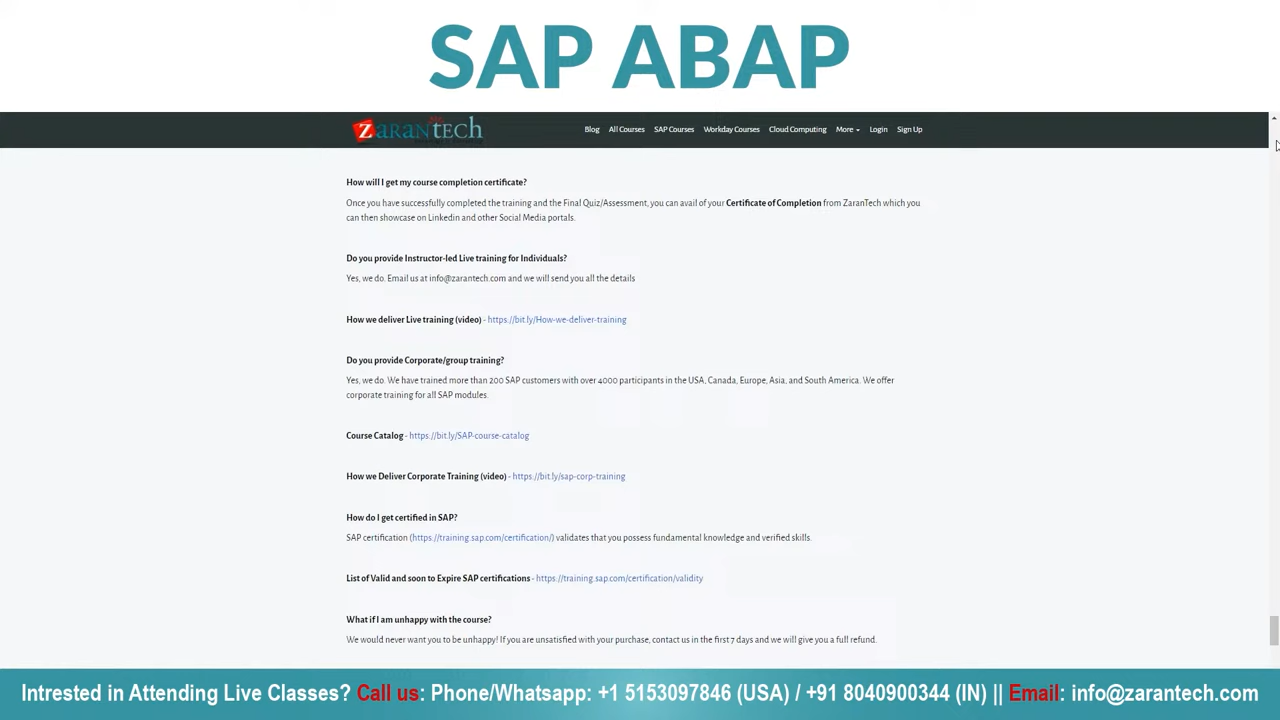 SAP ABAP
zarantech
Blog All Courses SAP Courses Workday Courses Cloud Computing More Login Sign Up
How will I get my course completion certificate?
Once you have successfully completed the training and the Final Quiz/Assessment, you can avail of your Certificate of Completion from ZaranTech which you
can then showcase on Linkedin and other Social Media portals.
Do you provide Instructor-led Live training for Individuals?
Yes, we do. Email us at info@zarantech.com and we will send you all the details
How we deliver Live training (video) - https://bit.ly/How-we-deliver-training
Do you provide Corporate/group training?
Yes, we do. We have trained more than 200 SAP customers with over 4000 participants in the USA, Canada, Europe, Asia, and South America. We offer
corporate training for all SAP modules.
Course Catalog - https://bit.ly/SAP-course-catalog
How we Deliver Corporate Training (video) - https://bit.ly/sap-corp-training
How do I get certified in SAP?
SAP certification (https://training.sap.com/certification/) validates that you possess fundamental knowledge and verified skills.
List of Valid and soon to Expire SAP certifications - https://training.sap.com/certification/validity
What if I am unhappy with the course?
We would never want you to be unhappy! If you are unsatisfied with your purchase, contact us in the first 7 days and we will give you a full refund.
Intrested in Attending Live Classes? Call us: Phone/Whatsapp: +1 5153097846 (USA) / +91 8040900344 (IN) || Email: info@zarantech.com